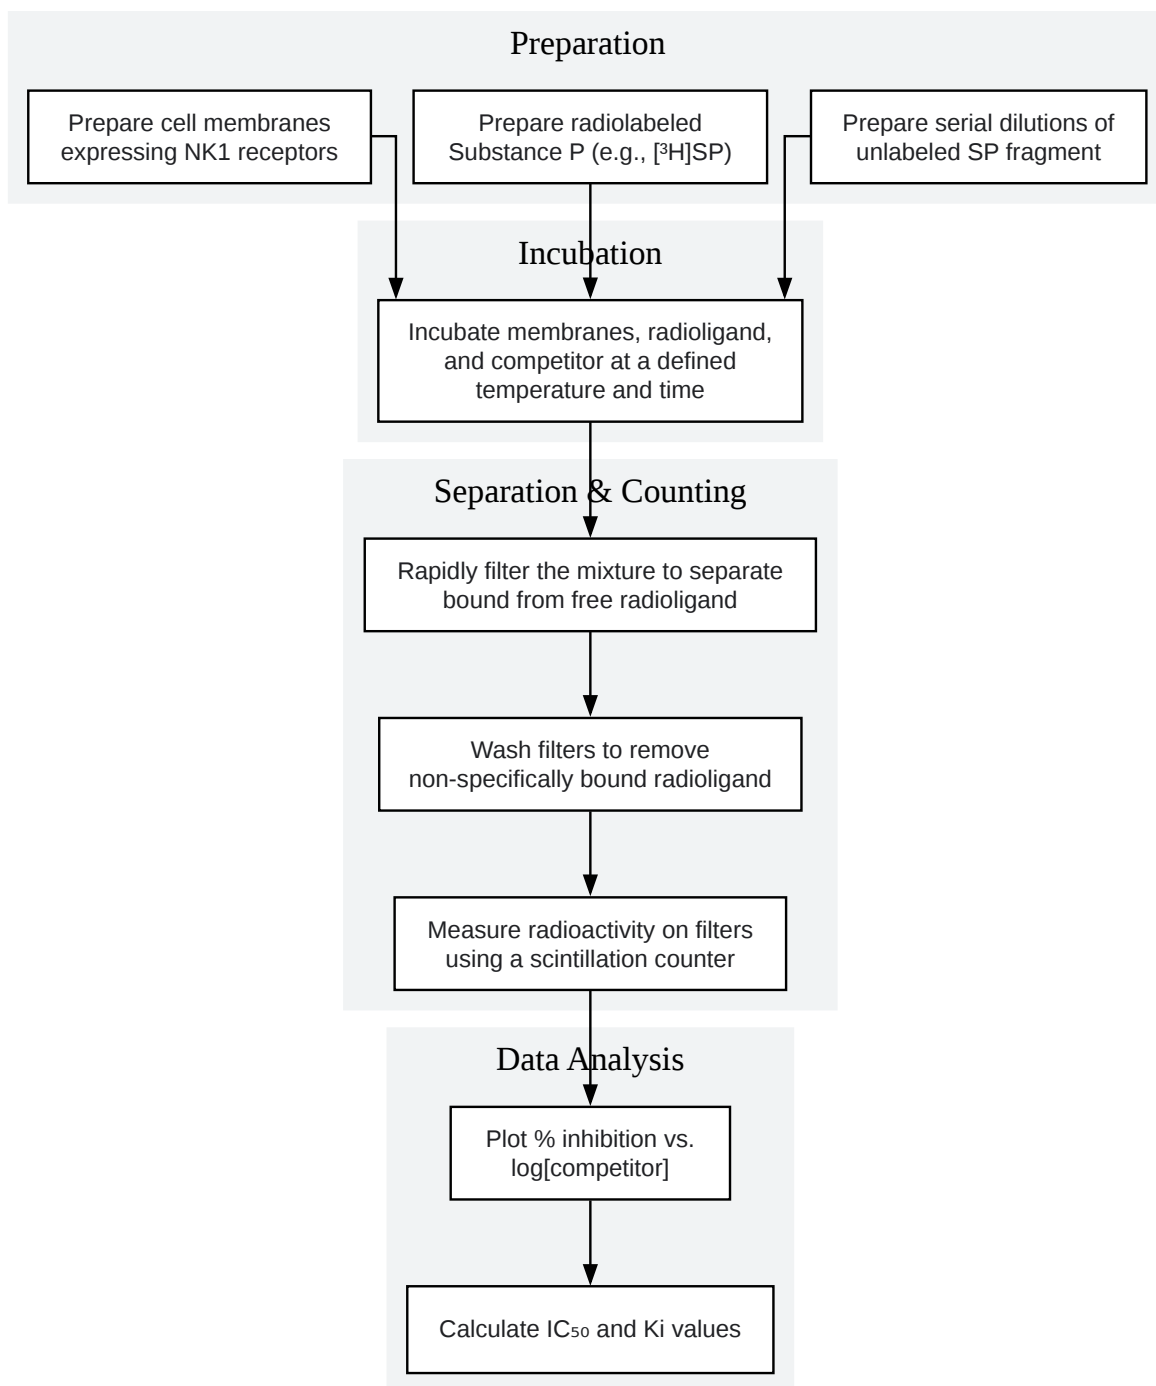 Preparation
Prepare cell membranes
expressing NK1 receptors
Prepare radiolabeled
Substance P (e.g., [³H]SP)
Prepare serial dilutions of
unlabeled SP fragment
Incubation
Incubate membranes, radioligand,
and competitor at a defined
temperature and time
Separation & Counting
Rapidly filter the mixture to separate
bound from free radioligand
Wash filters to remove
non-specifically bound radioligand
Measure radioactivity on filters
using a scintillation counter
Data Analysis
Plot % inhibition vs.
log[competitor]
Calculate IC₅₀ and Ki values